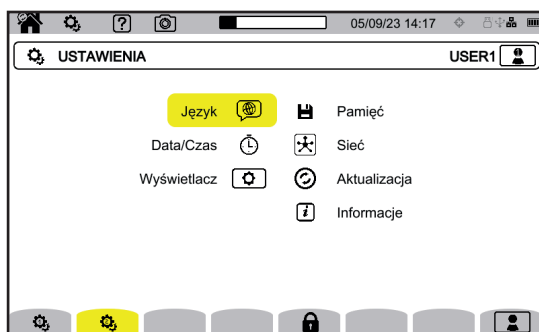 05/09/23 14:17
USTAWIENIA USER1
Język Pamięć
Data/Czas Sieć
Wyświetlacz Aktualizacja
Informacje